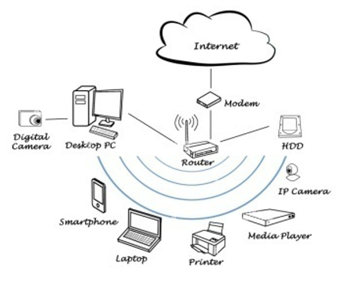 Internet
Modem
Digital
Camera
Desktop PC
Router
HDD
IP Camera
Smartphone
Media Player
Laptop
Printer